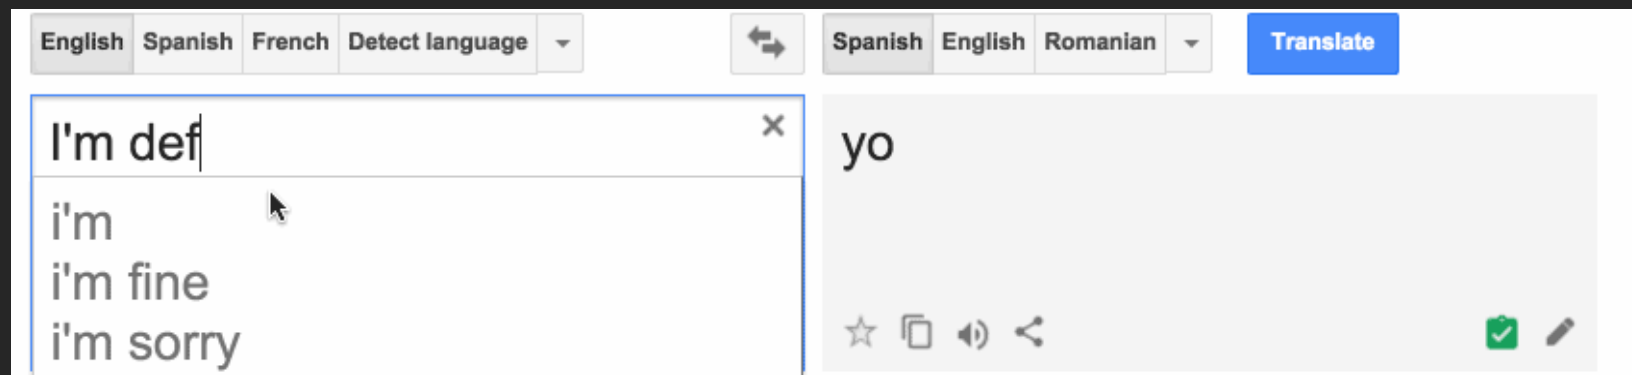 English Spanish French Detect language Spanish English Romanian Translate
I'm def
yo
i'm
i'm fine
i'm sorry